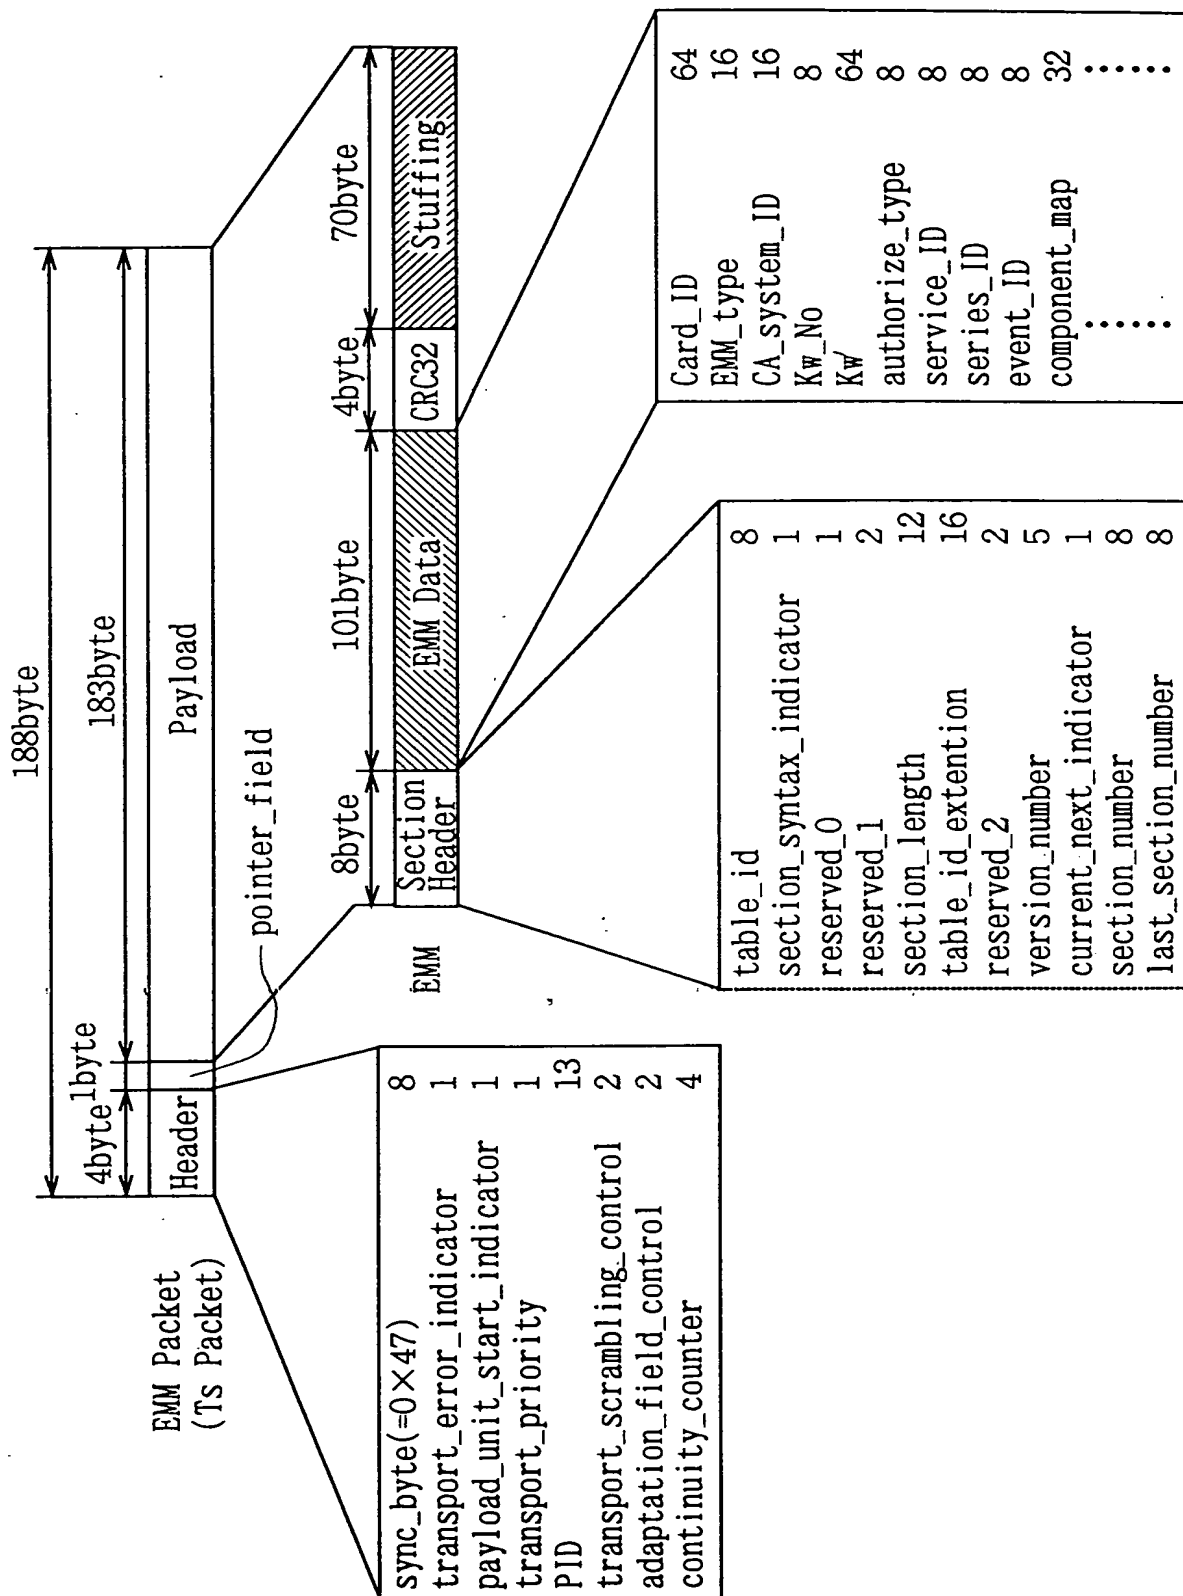 188byte
4byte 1byte 183byte
Header Payload
pointer_field
EMM Packet
(Ts Packet)
8byte 101byte 4byte 70byte
Section Header EMM Data CRC32 Stuffing
EMM
sync_byte(=0×47) 8
transport_error_indicator 1
payload_unit_start_indicator 1
transport_priority 1
PID 13
transport_scrambling_control 2
adaptation_field_control 2
continuity_counter 4
table_id 8
section_syntax_indicator 1
reserved_0 1
reserved_1 2
section_length 12
table_id_extention 16
reserved_2 2
version_number 5
current_next_indicator 1
section_number 8
last_section_number 8
Card_ID 64
EMM_type 16
CA_system_ID 16
Kw_No 8
Kw 64
authorize_type 8
service_ID 8
series_ID 8
event_ID 8
component_map 32
...... ......